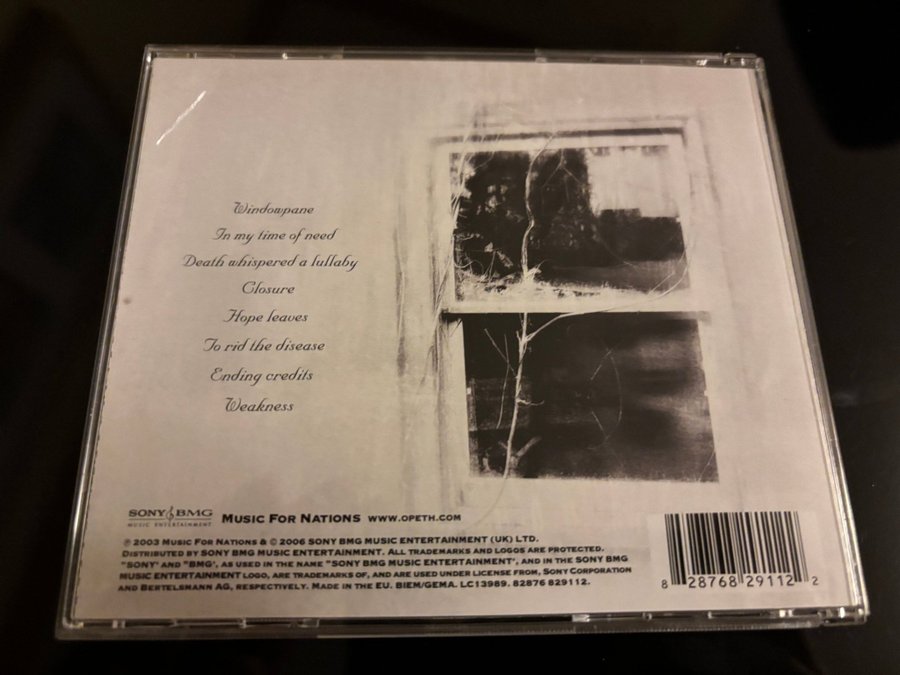 Windowpane
In my time of need
Death whispered a lullaby
Closure
Hope leaves
To rid the disease
Ending credits
Weakness
SONY BMG
MUSIC ENTERTAINMENT
MUSIC FOR NATIONS WWW.OPETH.COM
℗ 2003 MUSIC FOR NATIONS & © 2006 SONY BMG MUSIC ENTERTAINMENT (UK) LTD.
DISTRIBUTED BY SONY BMG MUSIC ENTERTAINMENT. ALL TRADEMARKS AND LOGOS ARE PROTECTED.
"SONY' AND "BMG', AS USED IN THE NAME "SONY BMG MUSIC ENTERTAINMENT', AND IN THE SONY BMG
MUSIC ENTERTAINMENT LOGO, ARE TRADEMARKS OF, AND ARE USED UNDER LICENSE FROM, SONY CORPORATION
AND BERTELSMANN AG, RESPECTIVELY. MADE IN THE EU. BIEM/GEMA. LC13989. 82876 829112.
8 28768 29112 2